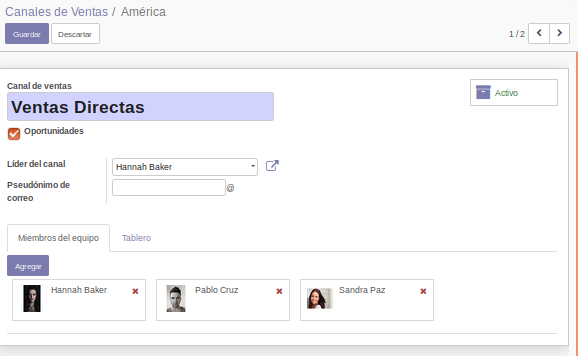 Canales de Ventas / América
Guardar Descartar 1 / 2
Canal de ventas
Activo
Ventas Directas
Oportunidades
Líder del canal Hannah Baker
Pseudónimo de correo @
Miembros del equipo Tablero
Agregar
Hannah Baker Pablo Cruz Sandra Paz